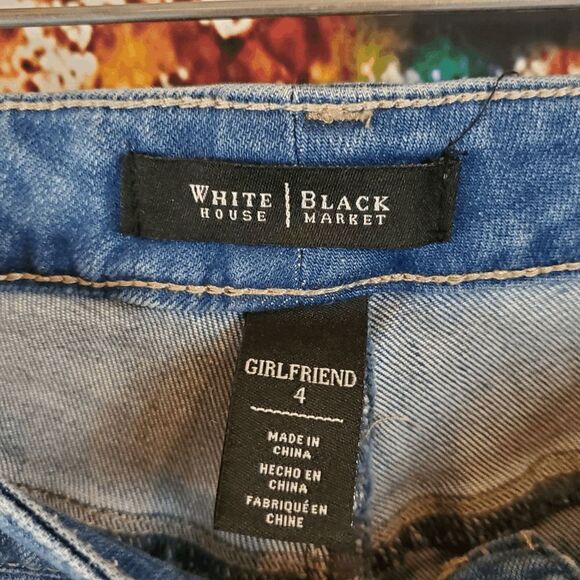 WHITE | BLACK
HOUSE | MARKET
GIRLFRIEND
4
MADE IN
CHINA
HECHO EN
CHINA
FABRIQUÉ EN
CHINE